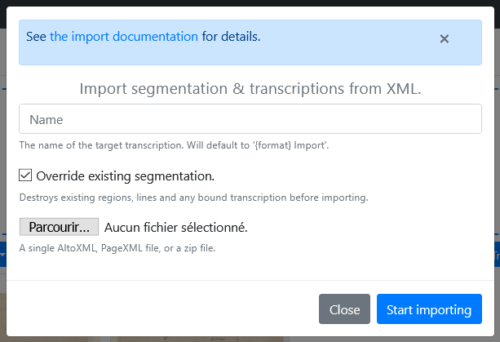 See the import documentation for details. ×
Import segmentation & transcriptions from XML.
Name
The name of the target transcription. Will default to '{format} Import'.
Override existing segmentation.
Destroys existing regions, lines and any bound transcription before importing.
Parcourir... Aucun fichier sélectionné.
A single AltoXML, PageXML file, or a zip file.
Close Start importing